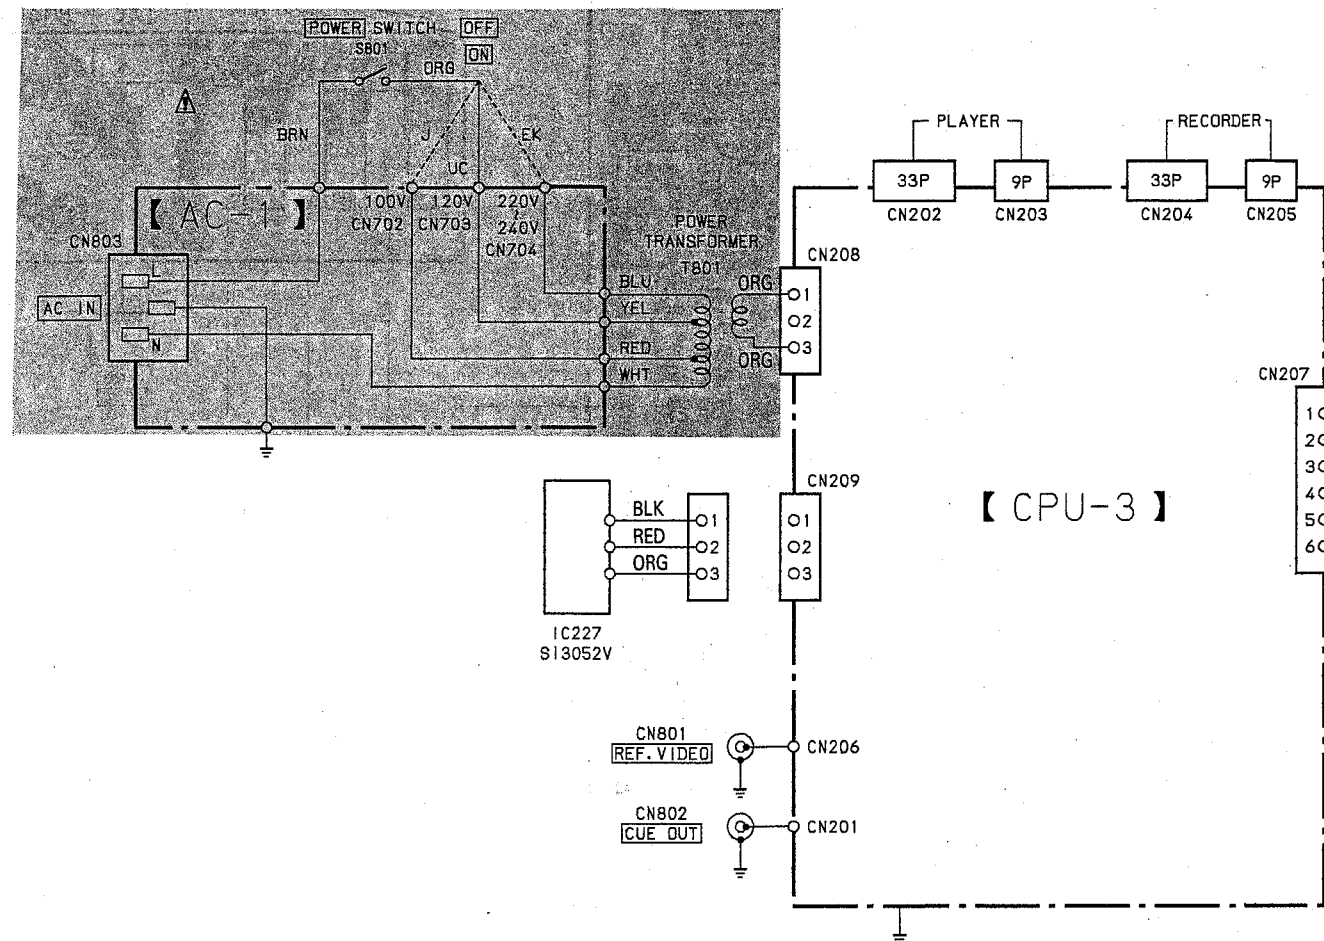 POWER SWITCH OFF
S801
ON
ORG
BRN
J
EK
UC
【 AC-1 】
100V 120V 220V
~
CN702 CN703 240V
CN704
CN803
L
AC IN
N
POWER
TRANSFORMER
T801
BLU
YEL
RED
WHT
ORG
ORG
CN208
1
2
3
PLAYER
33P
9P
CN202
CN203
RECORDER
33P
9P
CN204
CN205
CN207
1
2
3
4
5
6
CN209
1
2
3
BLK
RED
ORG
1
2
3
IC227
SI3052V
【 CPU-3 】
CN801
REF.VIDEO
CN206
CN802
CUE OUT
CN201